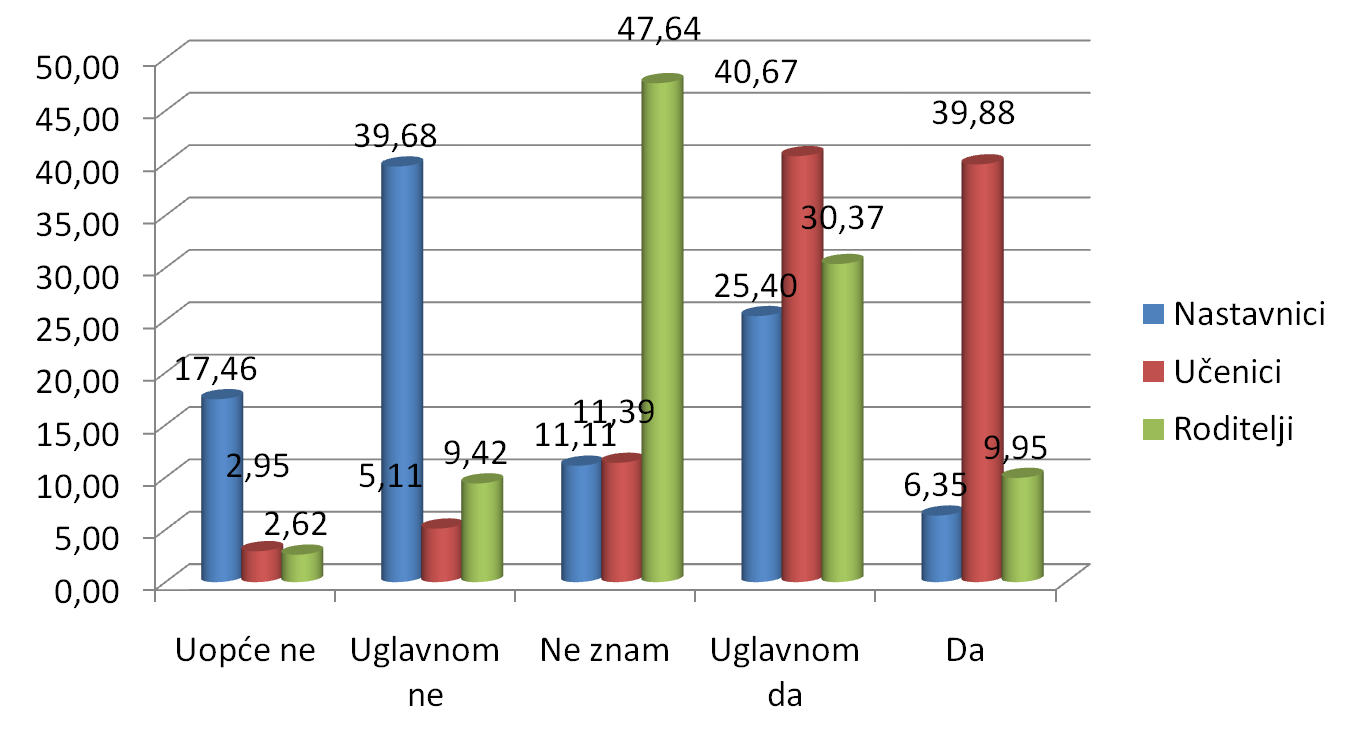 50,00
45,00
40,00
35,00
30,00
25,00
20,00
15,00
10,00
5,00
0,00
17,46
2,95
2,62
39,68
5,11
9,42
11,11
11,39
47,64
25,40
40,67
30,37
6,35
39,88
9,95
Uopće ne
Uglavnom
ne
Ne znam
Uglavnom
da
Da
Nastavnici
Učenici
Roditelji